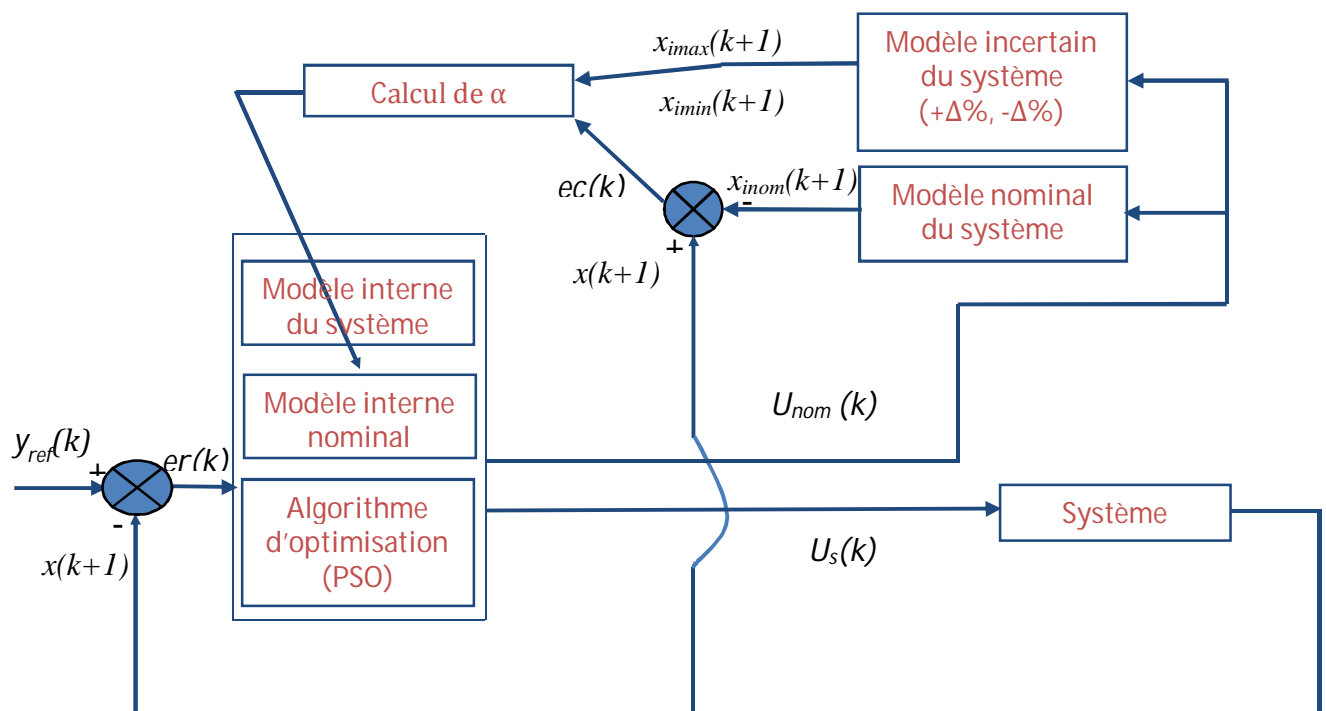 x_imax(k+1)
x_imin(k+1)
Modèle incertain
du système
(+Δ%, -Δ%)
Calcul de α
ec(k)
x_inom(k+1)
-
+
x(k+1)
Modèle nominal
du système
Modèle interne
du système
Modèle interne
nominal
Algorithme
d'optimisation
(PSO)
y_ref(k)
+
er(k)
-
x(k+1)
U_nom (k)
U_s(k)
Système